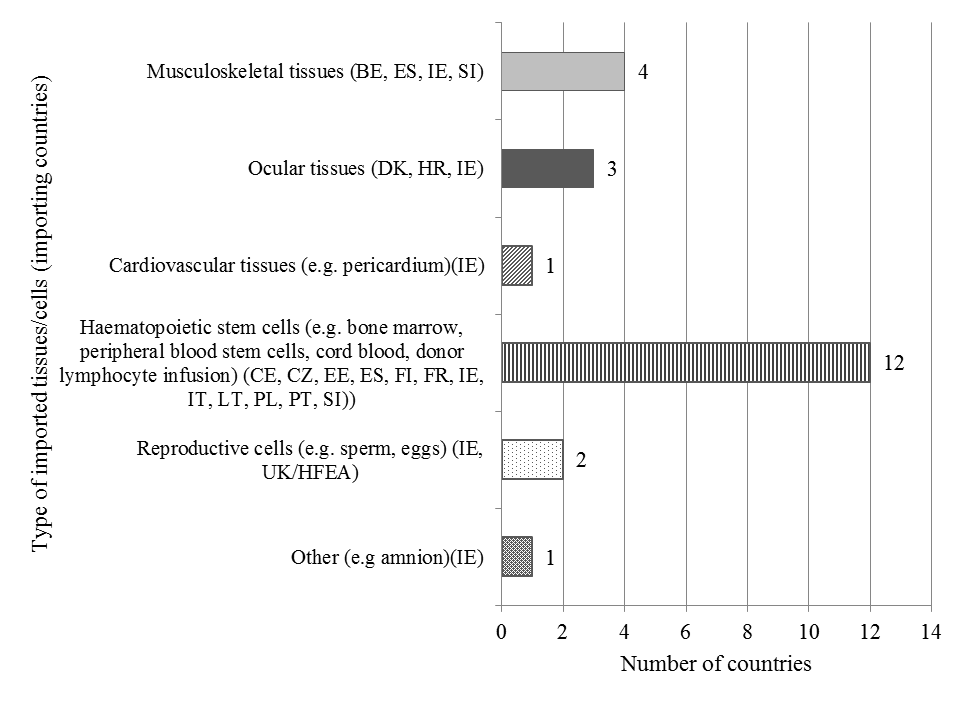 Type of imported tissues/cells (importing countries)
Musculoskeletal tissues (BE, ES, IE, SI)
4
Ocular tissues (DK, HR, IE)
3
Cardiovascular tissues (e.g. pericardium)(IE)
1
Haematopoietic stem cells (e.g. bone marrow,
peripheral blood stem cells, cord blood, donor
lymphocyte infusion) (CE, CZ, EE, ES, FI, FR, IE,
IT, LT, PL, PT, SI))
12
Reproductive cells (e.g. sperm, eggs) (IE,
UK/HFEA)
2
Other (e.g amnion)(IE)
1
0 2 4 6 8 10 12 14
Number of countries